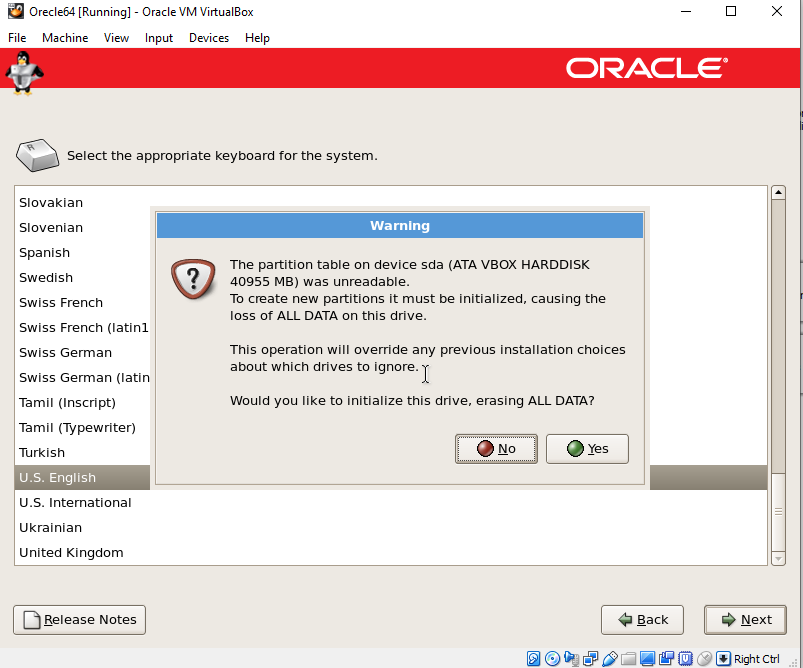 Orecle64 [Running] - Oracle VM VirtualBox
File Machine View Input Devices Help
ORACLE
Select the appropriate keyboard for the system.
Slovakian
Slovenian
Spanish
Swedish
Swiss French
Swiss French (latin1
Swiss German
Swiss German (latin
Tamil (Inscript)
Tamil (Typewriter)
Turkish
U.S. English
U.S. International
Ukrainian
United Kingdom
Warning
The partition table on device sda (ATA VBOX HARDDISK
40955 MB) was unreadable.
To create new partitions it must be initialized, causing the
loss of ALL DATA on this drive.
This operation will override any previous installation choices
about which drives to ignore.
Would you like to initialize this drive, erasing ALL DATA?
No Yes
Release Notes Back Next
Right Ctrl